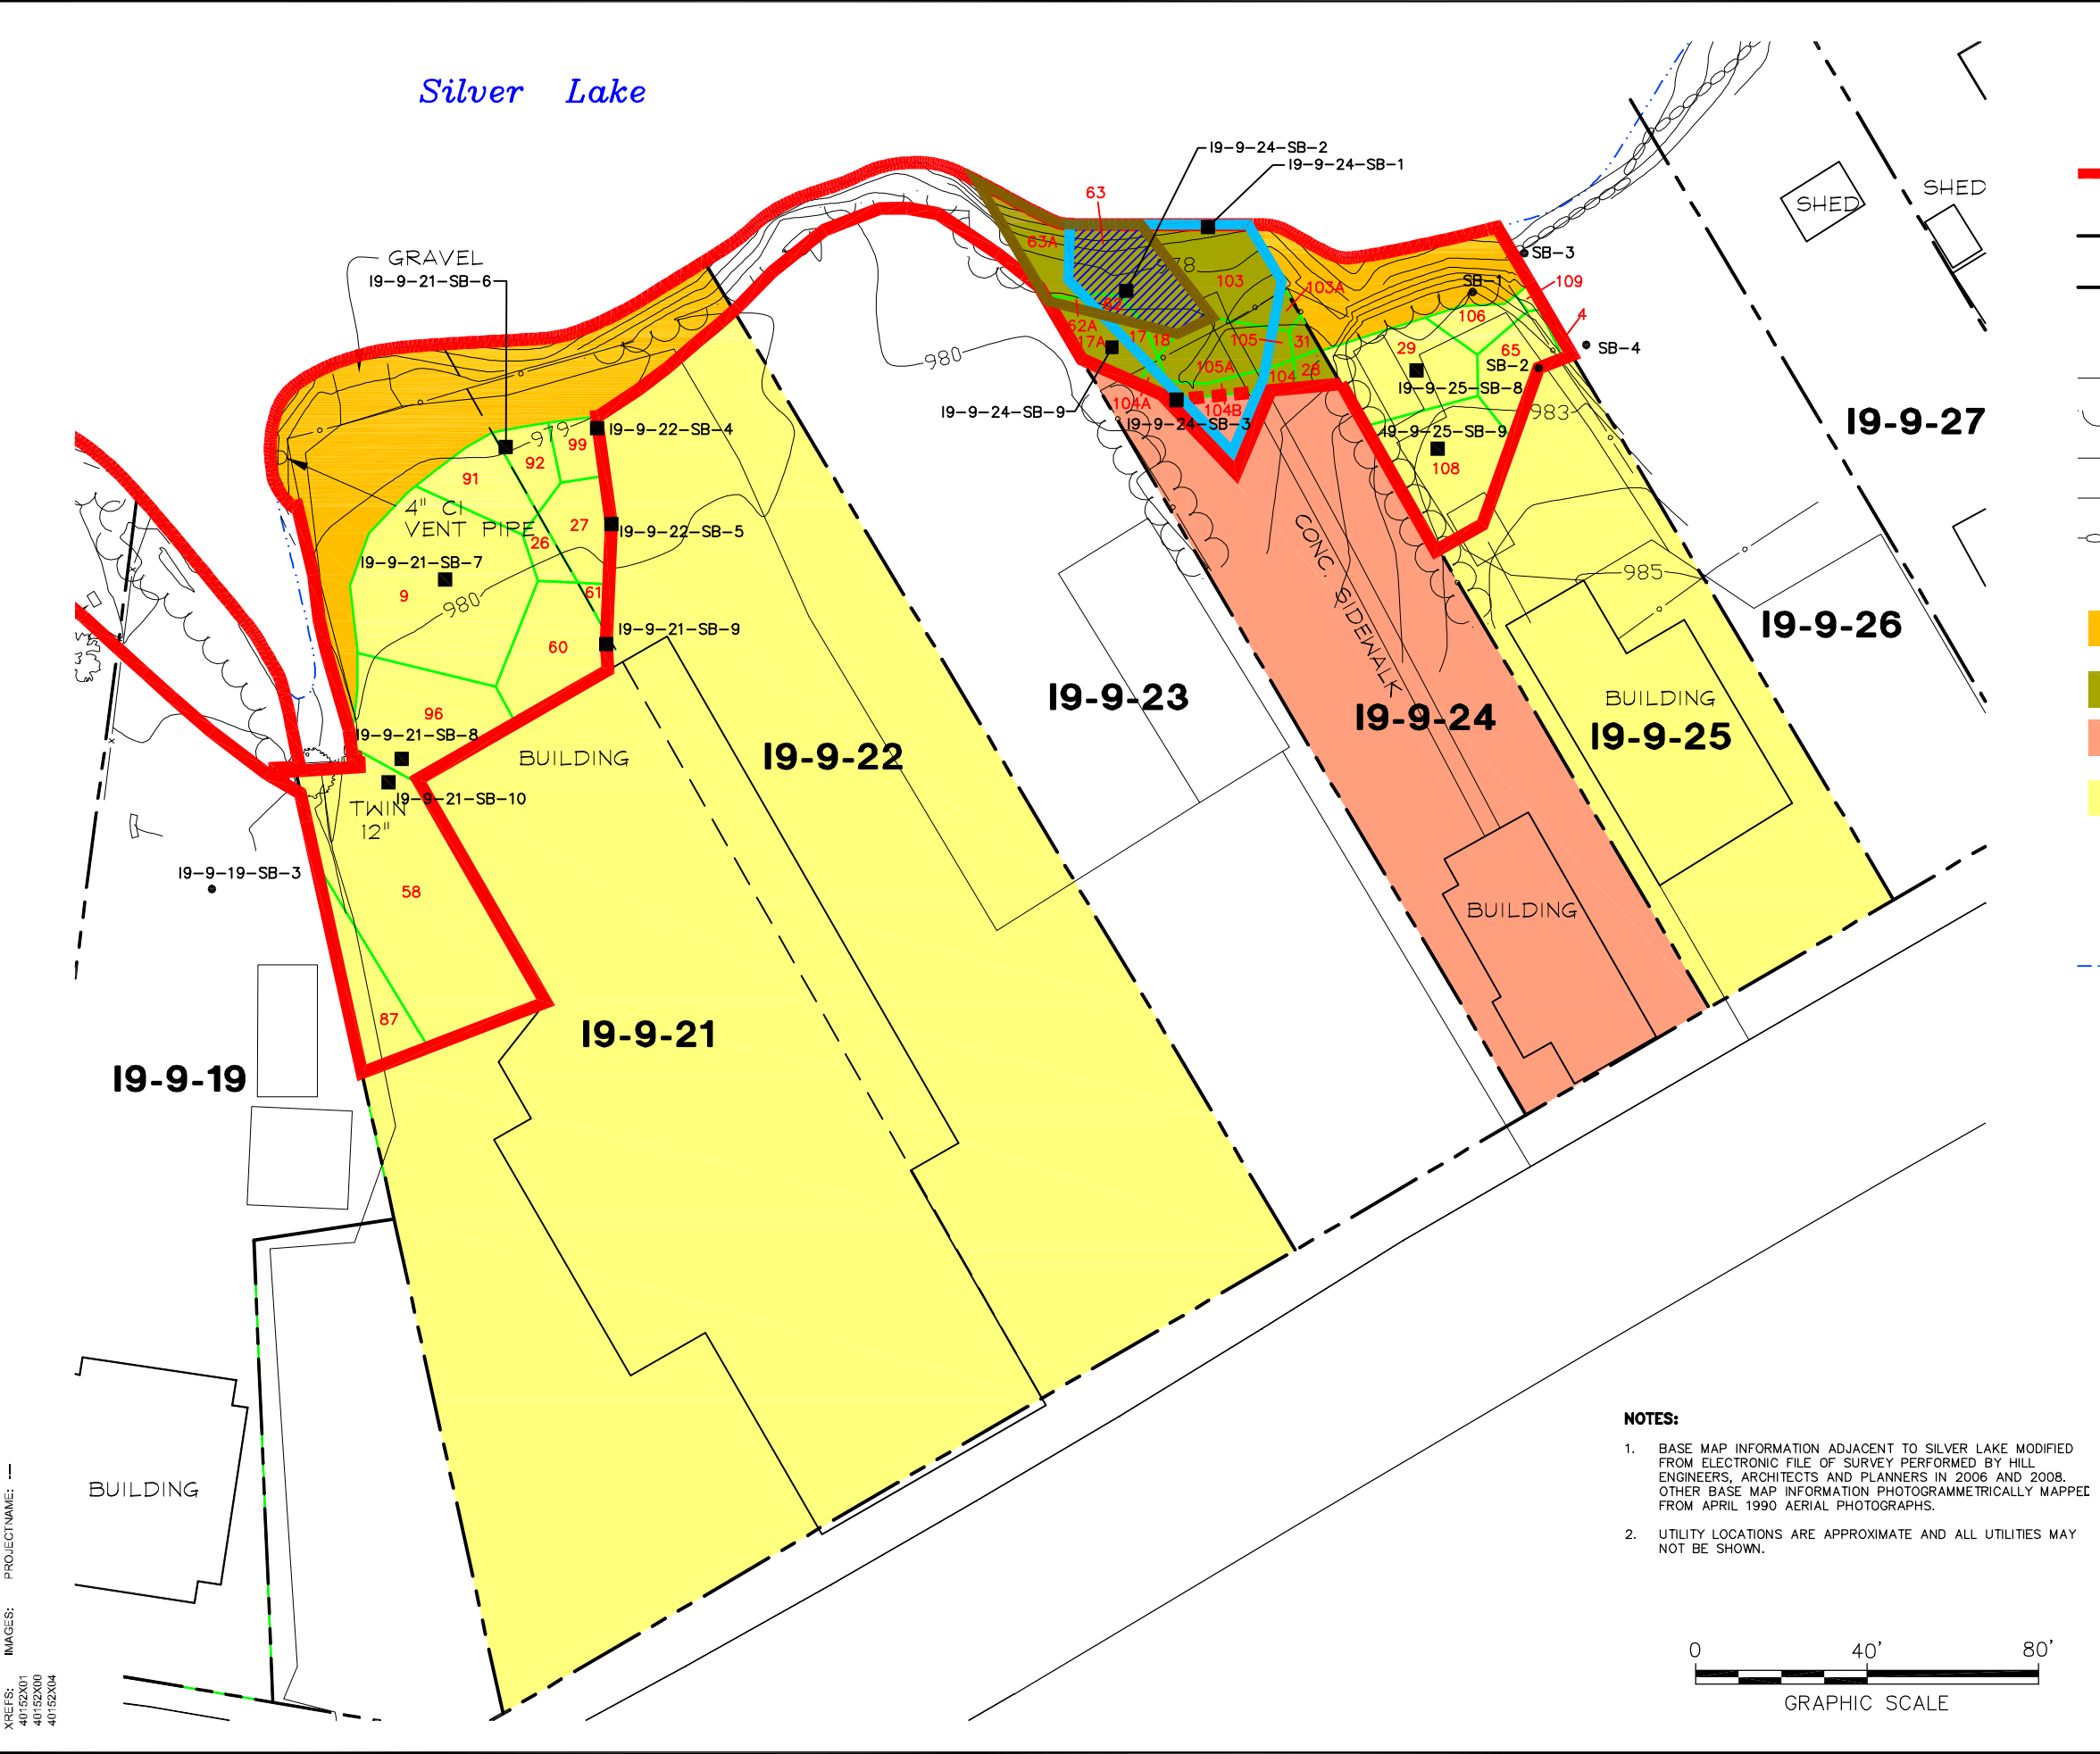 Silver Lake
I9-9-24-SB-2
I9-9-24-SB-1
SHED
SHED
63
GRAVEL
I9-9-21-SB-6
63A
978
103
103A
SB-3
SB-1
109
4
106
62
62A
17A
17
18
105
31
29
65
SB-4
SB-2
980
105A
104
28
I9-9-25-SB-8
I9-9-24-SB-9
104A
104B
I9-9-24-SB-3
983
I9-9-27
979
I9-9-22-SB-4
99
92
91
I9-9-25-SB-9
108
4" CI
VENT PIPE
27
26
I9-9-22-SB-5
CONC. SIDEWALK
I9-9-21-SB-7
9
980
61
985
I9-9-26
I9-9-21-SB-9
60
I9-9-23
I9-9-24
BUILDING
I9-9-25
96
I9-9-21-SB-8
BUILDING
I9-9-22
I9-9-21-SB-10
TWIN
12"
I9-9-19-SB-3
58
BUILDING
87
I9-9-21
I9-9-19
BUILDING
NOTES:
1. BASE MAP INFORMATION ADJACENT TO SILVER LAKE MODIFIED
FROM ELECTRONIC FILE OF SURVEY PERFORMED BY HILL
ENGINEERS, ARCHITECTS AND PLANNERS IN 2006 AND 2008.
OTHER BASE MAP INFORMATION PHOTOGRAMMETRICALLY MAPPED
FROM APRIL 1990 AERIAL PHOTOGRAPHS.
2. UTILITY LOCATIONS ARE APPROXIMATE AND ALL UTILITIES MAY
NOT BE SHOWN.
0 40' 80'
GRAPHIC SCALE
XREFS: IMAGES: PROJECTNAME: ---
40152X01
40152X00
40152X04